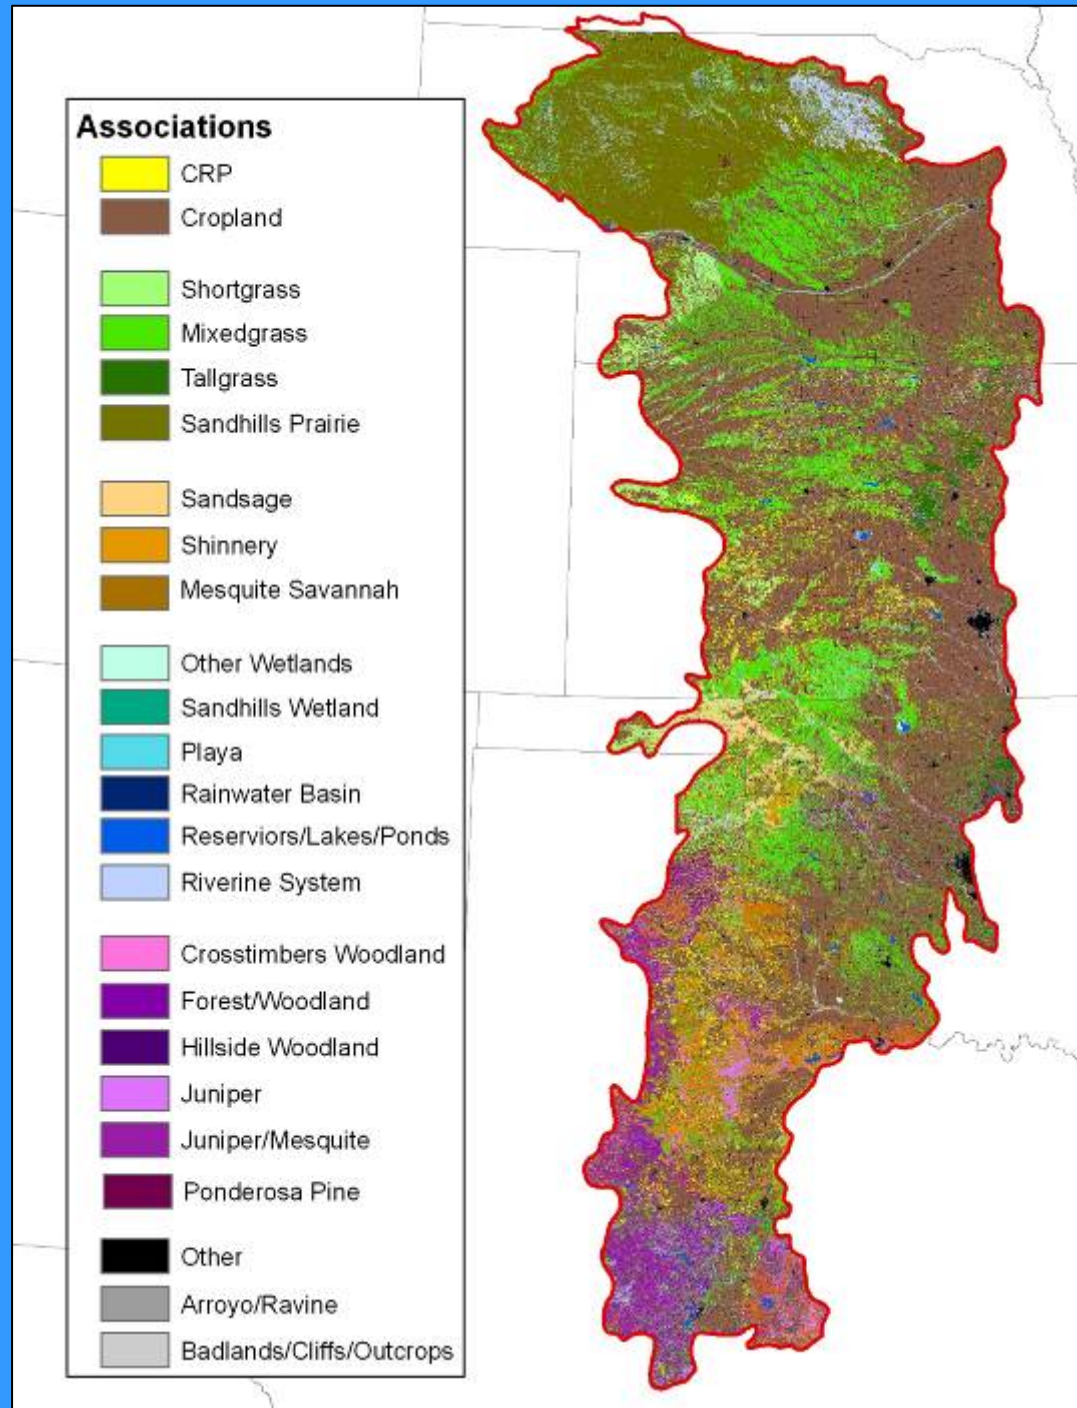 Associations
CRP
Cropland
Shortgrass
Mixedgrass
Tallgrass
Sandhills Prairie
Sandsage
Shinnery
Mesquite Savannah
Other Wetlands
Sandhills Wetland
Playa
Rainwater Basin
Reserviors/Lakes/Ponds
Riverine System
Crosstimbers Woodland
Forest/Woodland
Hillside Woodland
Juniper
Juniper/Mesquite
Ponderosa Pine
Other
Arroyo/Ravine
Badlands/Cliffs/Outcrops